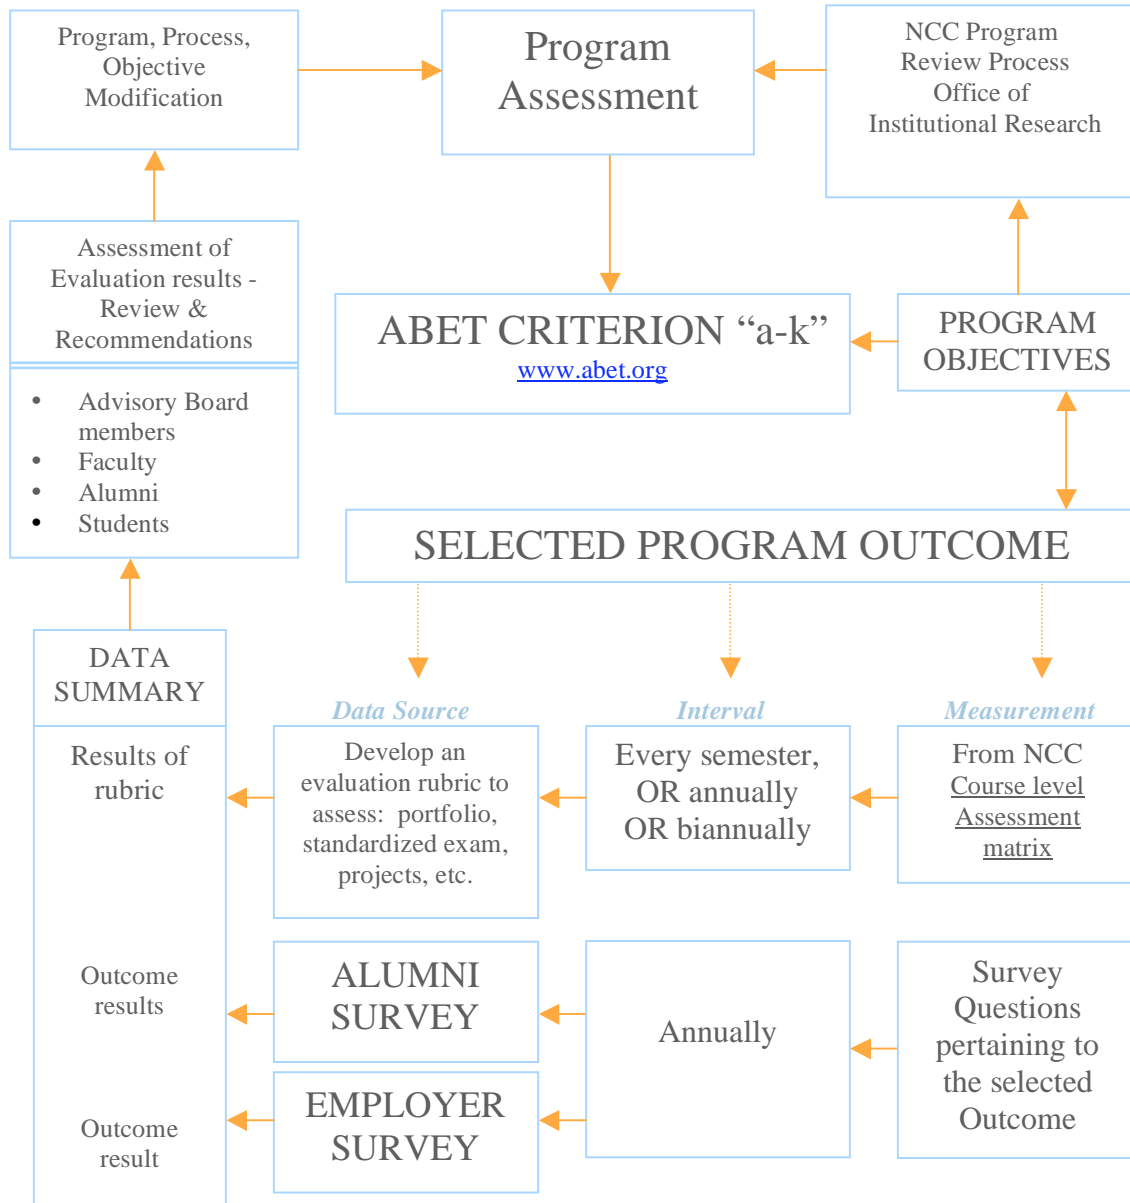 Program, Process,
Objective
Modification
Program
Assessment
NCC Program
Review Process
Office of
Institutional Research
Assessment of
Evaluation results -
Review &
Recommendations
• Advisory Board
members
• Faculty
• Alumni
• Students
ABET CRITERION “a-k”
www.abet.org
PROGRAM
OBJECTIVES
SELECTED PROGRAM OUTCOME
DATA
SUMMARY
Data Source
Interval
Measurement
Results of
rubric
Develop an
evaluation rubric to
assess: portfolio,
standardized exam,
projects, etc.
Every semester,
OR annually
OR biannually
From NCC
Course level
Assessment
matrix
Outcome
results
ALUMNI
SURVEY
Annually
Survey
Questions
pertaining to
the selected
Outcome
Outcome
result
EMPLOYER
SURVEY